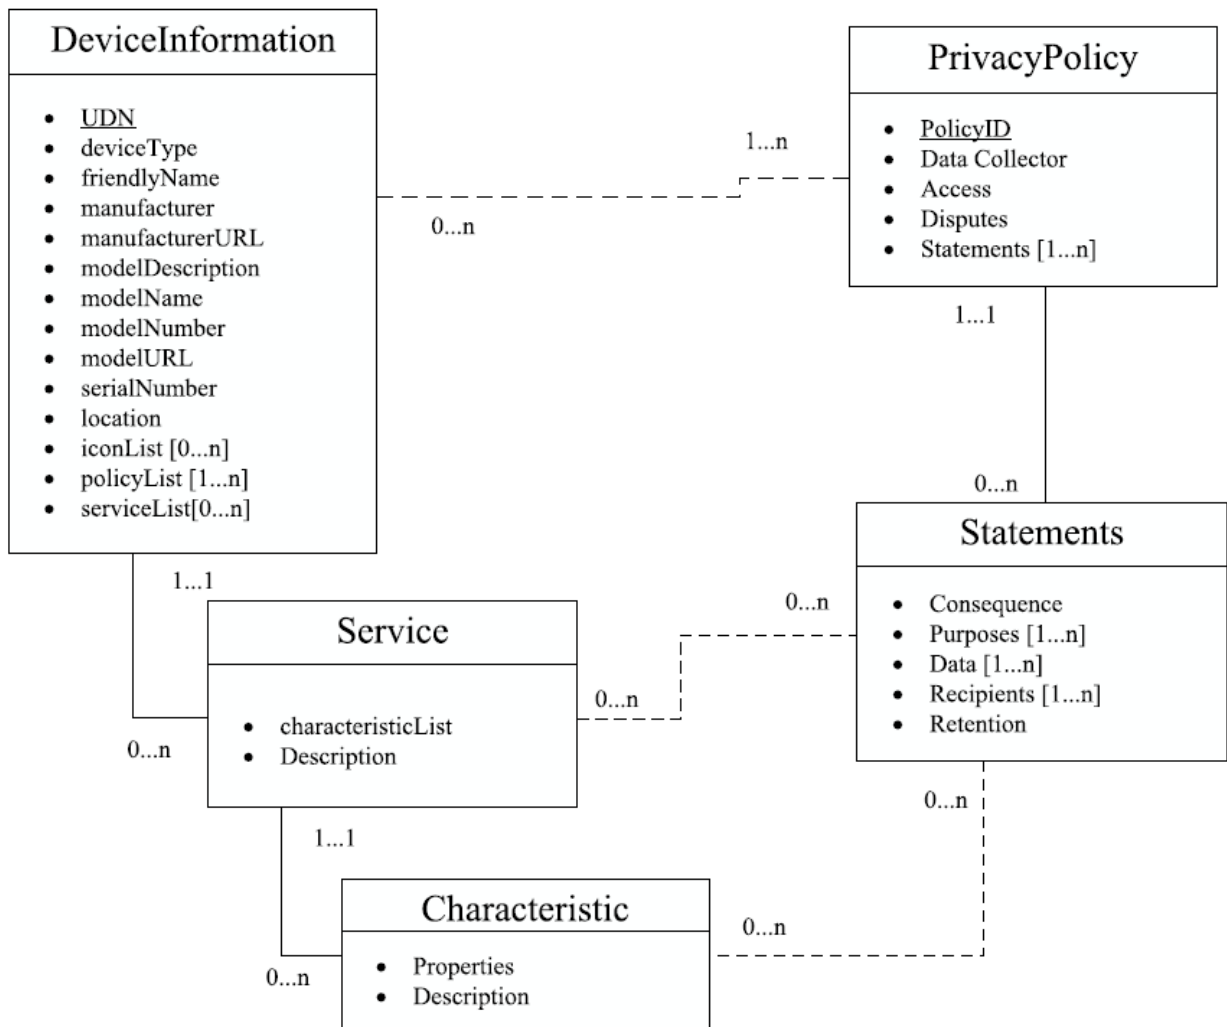 DeviceInformation
• UDN
• deviceType
• friendlyName
• manufacturer
• manufacturerURL
• modelDescription
• modelName
• modelNumber
• modelURL
• serialNumber
• location
• iconList [0...n]
• policyList [1...n]
• serviceList[0...n]
PrivacyPolicy
• PolicyID
• Data Collector
• Access
• Disputes
• Statements [1...n]
1...n
0...n
1...1
0...n
Statements
• Consequence
• Purposes [1...n]
• Data [1...n]
• Recipients [1...n]
• Retention
1...1
0...n
Service
• characteristicList
• Description
0...n
0...n
1...1
0...n
Characteristic
• Properties
• Description
0...n
0...n